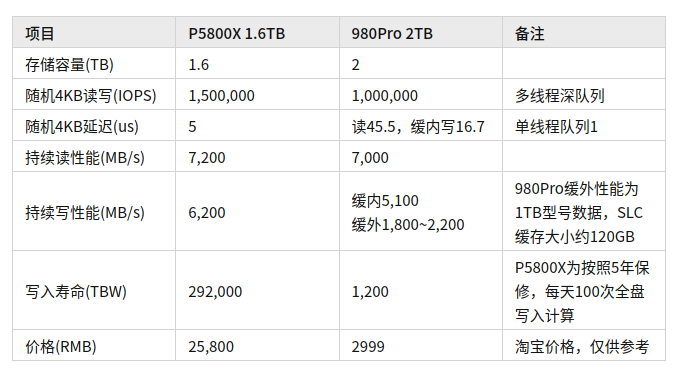 项目 P5800X 1.6TB 980Pro 2TB 备注
存储容量(TB) 1.6 2
随机4KB读写(IOPS) 1,500,000 1,000,000 多线程深队列
随机4KB延迟(us) 5 读45.5，缓内写16.7 单线程队列1
持续读性能(MB/s) 7,200 7,000
持续写性能(MB/s) 6,200 缓内5,100
缓外1,800~2,200
980Pro缓外性能为
1TB型号数据，SLC
缓存大小约120GB
写入寿命(TBW) 292,000 1,200
P5800X为按照5年保
修，每天100次全盘
写入计算
价格(RMB) 25,800 2999 淘宝价格，仅供参考